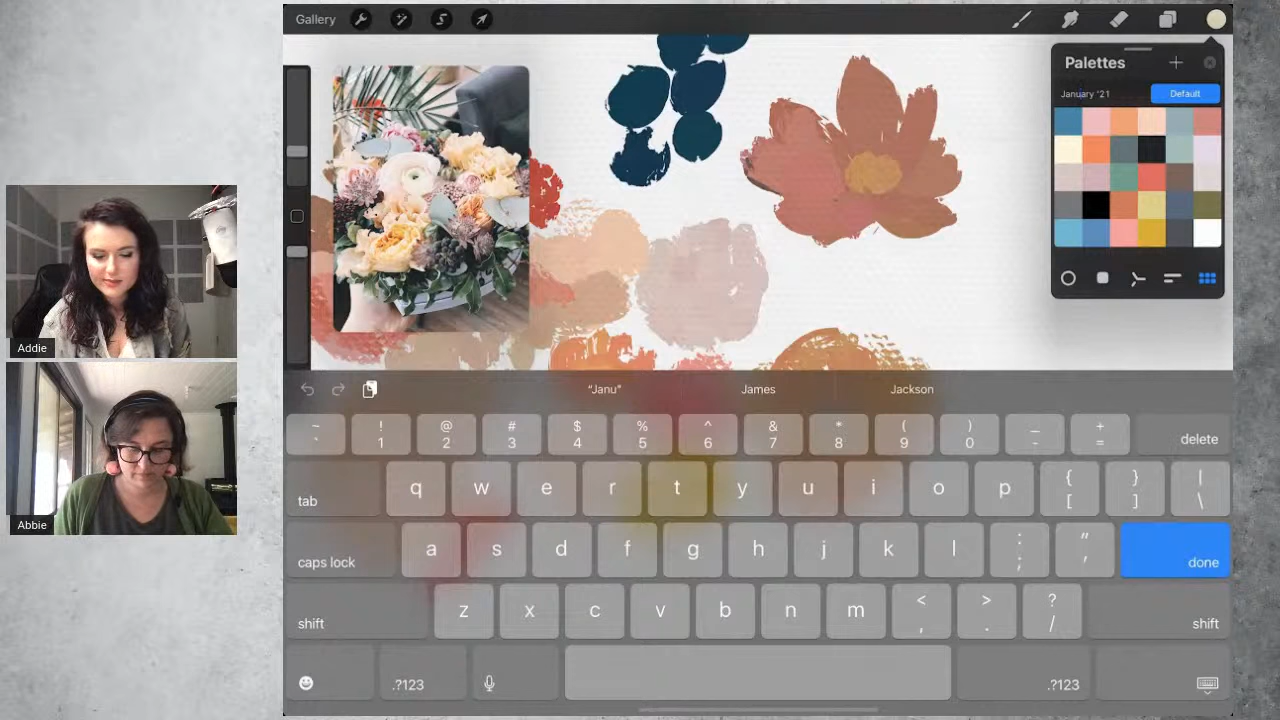 Gallery
Palettes
January '21
Default
Addie
Abbie
"Janu"
James
Jackson
~ ! @ # $ % ^ & * ( ) _ +
` 1 2 3 4 5 6 7 8 9 0 - = delete
tab q w e r t y u i o p { [ } ] | \
caps lock a s d f g h j k l : ; " ' done
shift z x c v b n m < , > . ? / shift
.?123 .?123